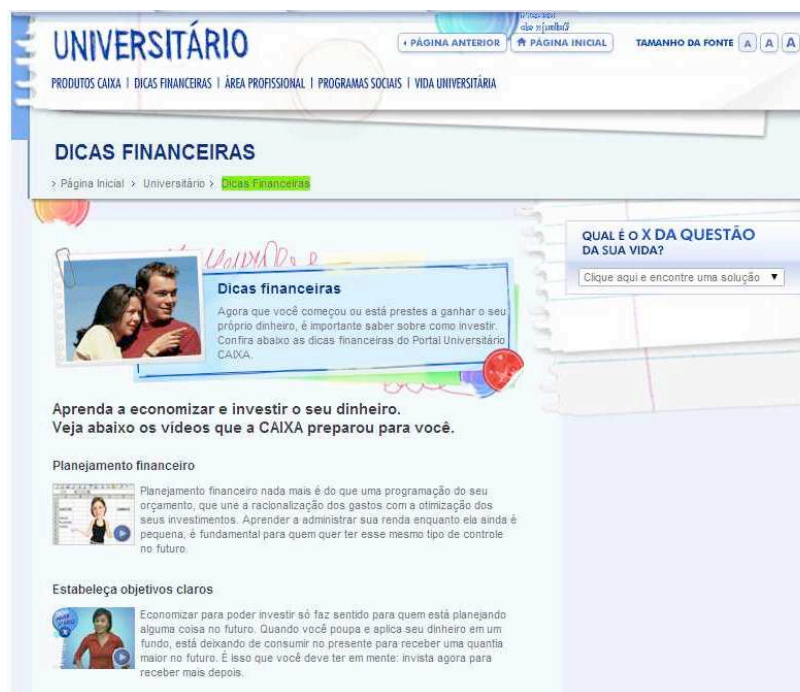 UNIVERSITÁRIO
PÁGINA ANTERIOR
PÁGINA INICIAL
TAMANHO DA FONTE A A A
PRODUTOS CAIXA | DICAS FINANCEIRAS | ÁREA PROFISSIONAL | PROGRAMAS SOCIAIS | VIDA UNIVERSITÁRIA
DICAS FINANCEIRAS
> Página Inicial > Universitário > Dicas Financeiras
QUAL É O X DA QUESTÃO
DA SUA VIDA?
Clique aqui e encontre uma solução
Dicas financeiras
Agora que você começou ou está prestes a ganhar o seu
próprio dinheiro, é importante saber sobre como investir.
Confira abaixo as dicas financeiras do Portal Universitário
CAIXA.
Aprenda a economizar e investir o seu dinheiro.
Veja abaixo os vídeos que a CAIXA preparou para você.
Planejamento financeiro
Planejamento financeiro nada mais é do que uma programação do seu
orçamento, que une a racionalização dos gastos com a otimização dos
seus investimentos. Aprender a administrar sua renda enquanto ela ainda é
pequena, é fundamental para quem quer ter esse mesmo tipo de controle
no futuro.
Estabeleça objetivos claros
Economizar para poder investir só faz sentido para quem está planejando
alguma coisa no futuro. Quando você poupa e aplica seu dinheiro em um
fundo, está deixando de consumir no presente para receber uma quantia
maior no futuro. É isso que você deve ter em mente: invista agora para
receber mais depois.